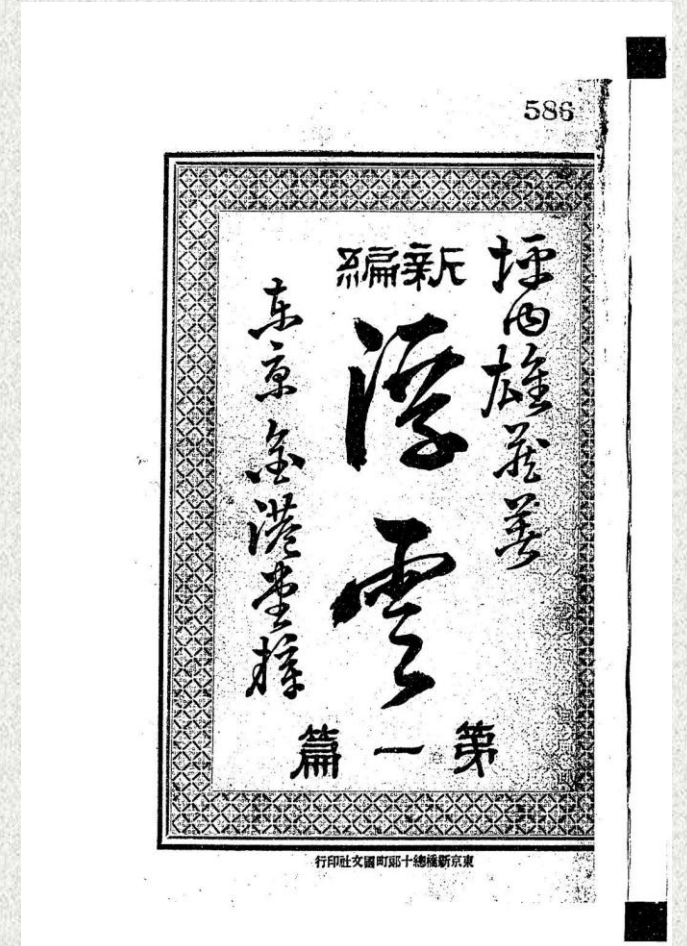 586
坪内雄蔵著
新編
浮雲
第一篇
東京 金港堂梓
東京新橋總十郎町國文社印行